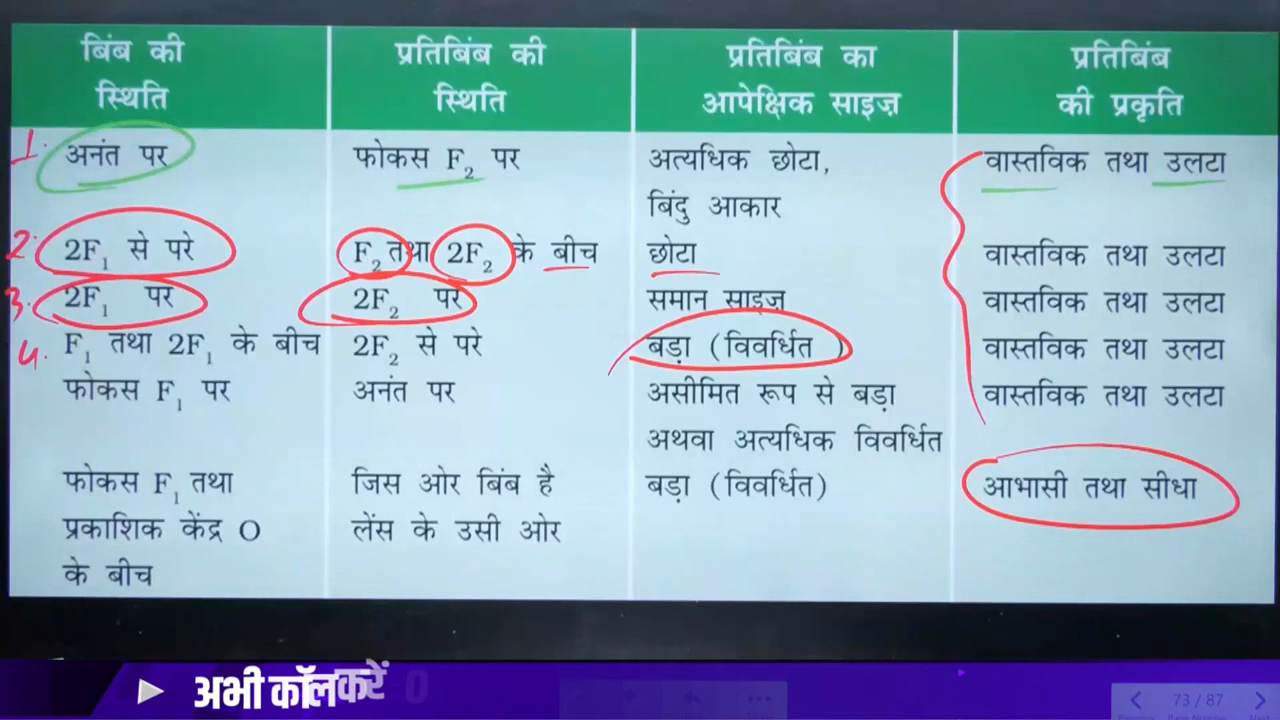 बिंब की स्थिति
प्रतिबिंब की स्थिति
प्रतिबिंब का आपेक्षिक साइज़
प्रतिबिंब की प्रकृति
1. अनंत पर
फोकस F₂ पर
अत्यधिक छोटा,
बिंदु आकार
वास्तविक तथा उलटा
2. 2F₁ से परे
F₂ तथा 2F₂ के बीच
छोटा
वास्तविक तथा उलटा
3. 2F₁ पर
2F₂ पर
समान साइज़
वास्तविक तथा उलटा
4. F₁ तथा 2F₁ के बीच
2F₂ से परे
बड़ा (विवर्धित )
वास्तविक तथा उलटा
फोकस F₁ पर
अनंत पर
असीमित रूप से बड़ा
अथवा अत्यधिक विवर्धित
वास्तविक तथा उलटा
फोकस F₁ तथा
प्रकाशिक केंद्र O
के बीच
जिस ओर बिंब है
लेंस के उसी ओर
बड़ा (विवर्धित)
आभासी तथा सीधा
अभी कॉल करें 0
73 / 87